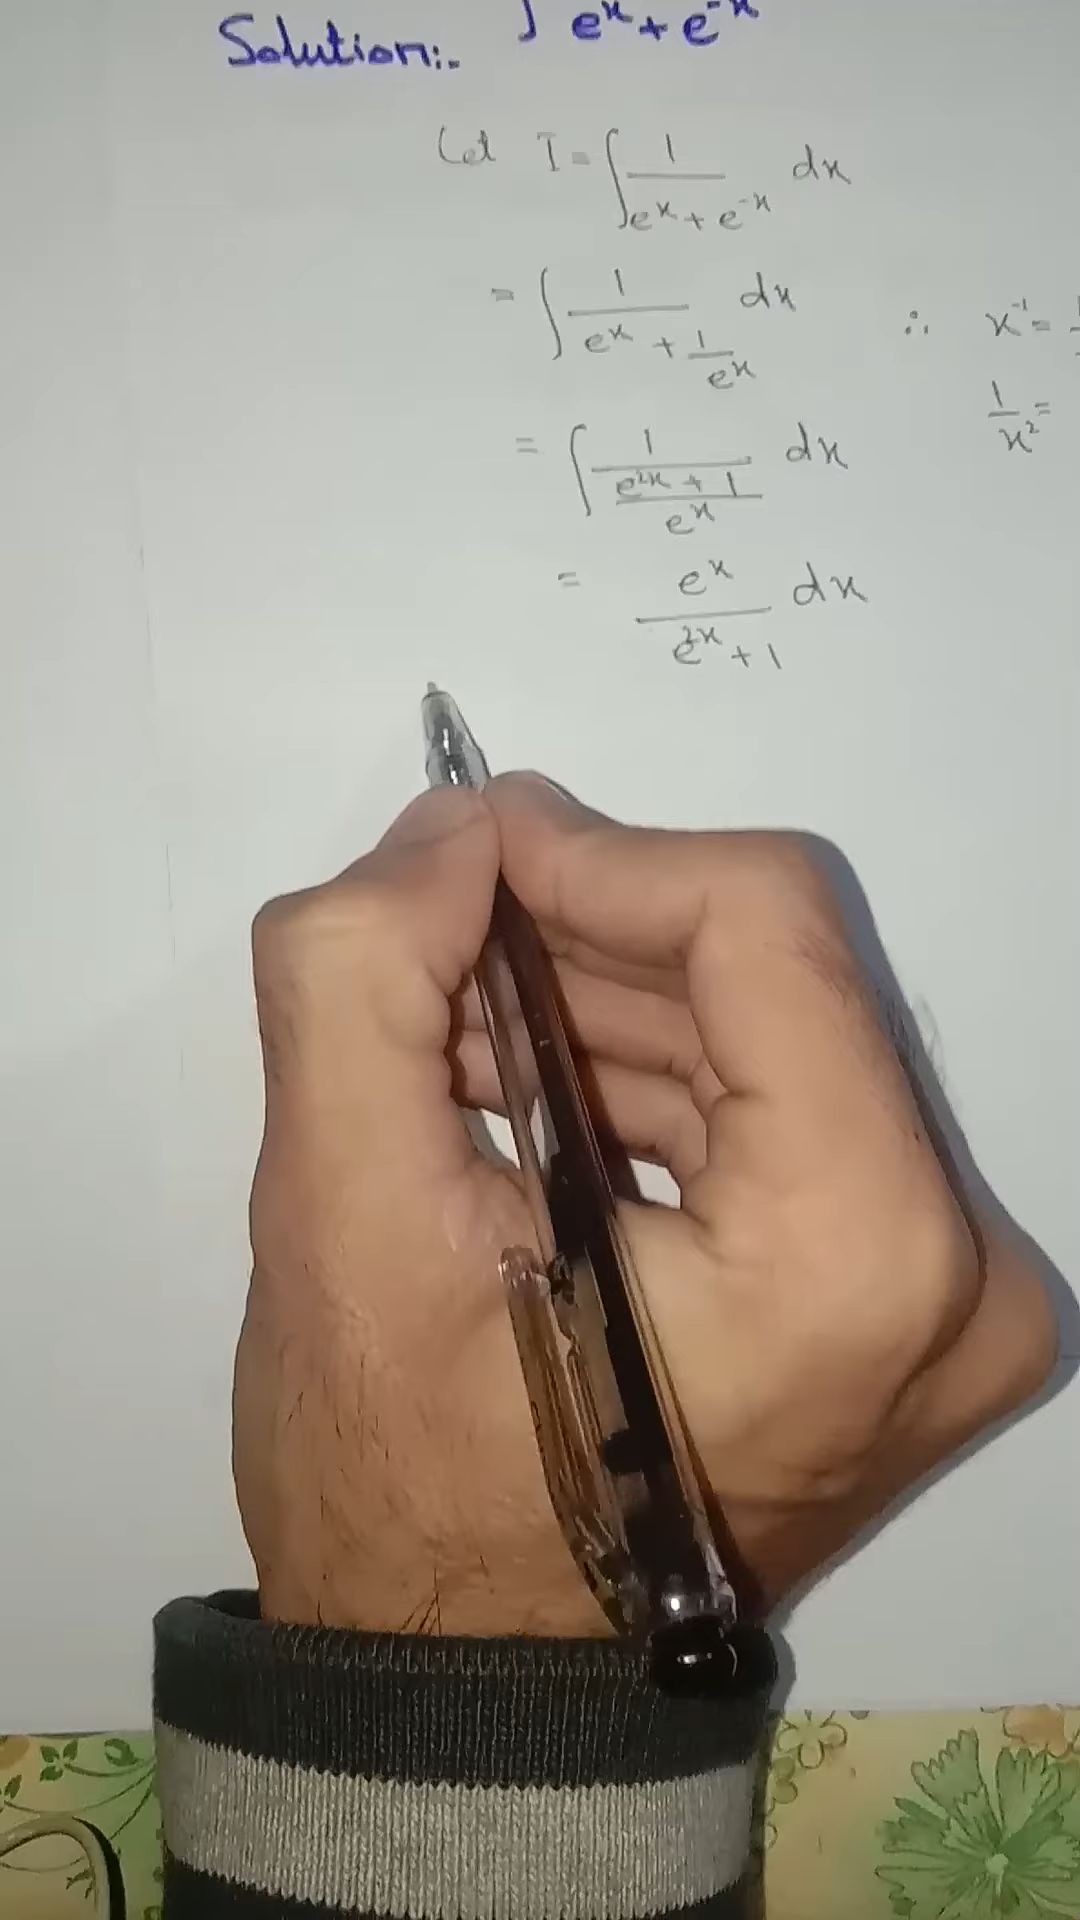 Solution:- ∫ eˣ + e⁻ˣ
Let I = ∫ 1/(eˣ + e⁻ˣ) dx
= ∫ 1/(eˣ + 1/eˣ) dx ∴ x⁻¹ =
= ∫ 1/((e²ˣ + 1)/eˣ) dx 1/x² =
= eˣ/(e²ˣ + 1) dx